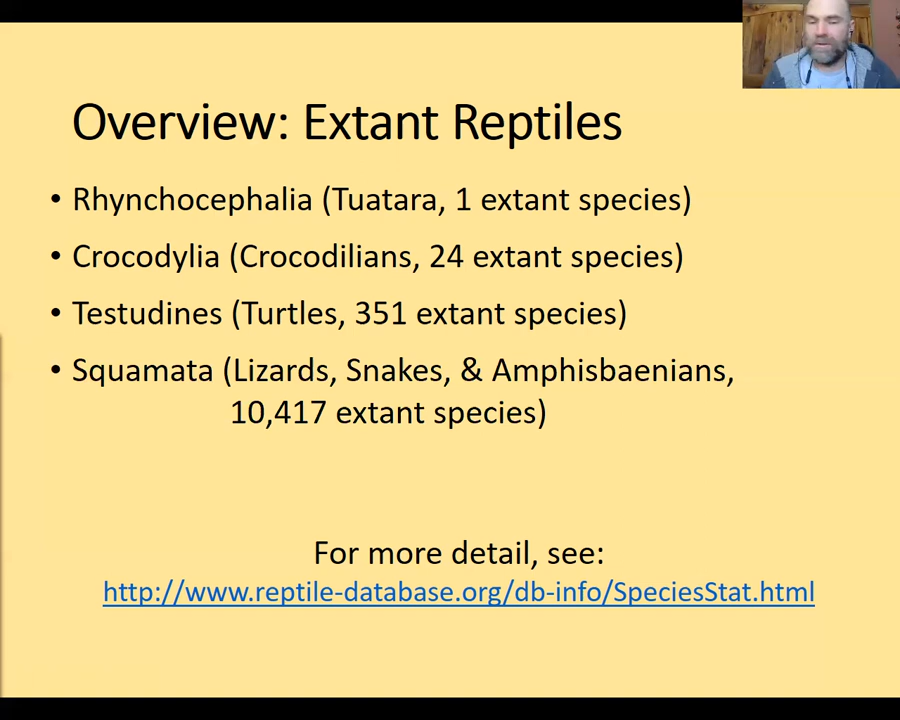 Overview: Extant Reptiles
• Rhynchocephalia (Tuatara, 1 extant species)
• Crocodylia (Crocodilians, 24 extant species)
• Testudines (Turtles, 351 extant species)
• Squamata (Lizards, Snakes, & Amphisbaenians,
10,417 extant species)
For more detail, see:
http://www.reptile-database.org/db-info/SpeciesStat.html